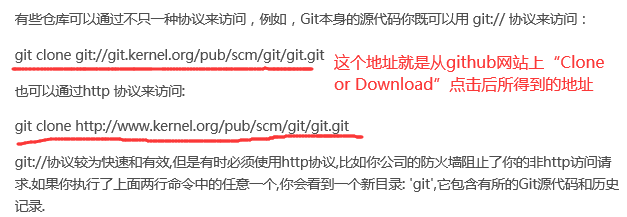 有些仓库可以通过不只一种协议来访问，例如，Git本身的源代码你既可以用 git:// 协议来访问：
git clone git://git.kernel.org/pub/scm/git/git.git
这个地址就是从github网站上“Clone
or Download”点击后所得到的地址
也可以通过http 协议来访问:
git clone http://www.kernel.org/pub/scm/git/git.git
git://协议较为快速和有效,但是有时必须使用http协议,比如你公司的防火墙阻止了你的非http访问请
求.如果你执行了上面两行命令中的任意一个,你会看到一个新目录: 'git',它包含有所的Git源代码和历史
记录.